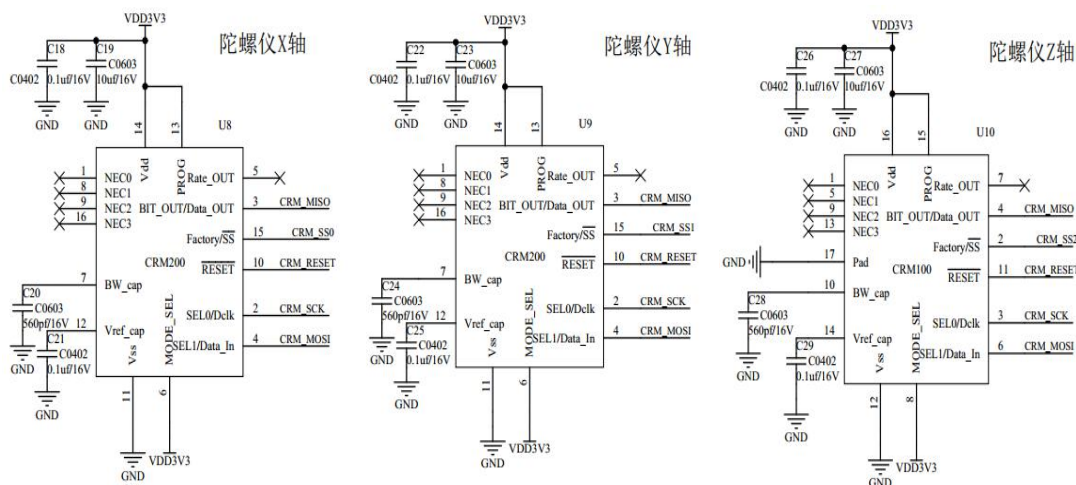 VDD3V3
陀螺仪X轴
C18
C0402
0.1uf/16V
C19
C0603
10uf/16V
GND
GND
14
13
U8
Vdd
PROG
1
NEC0
8
NEC1
9
NEC2
16
NEC3
Rate_OUT
5
BIT_OUT/Data_OUT
3
CRM_MISO
Factory/SS
15
CRM_SS0
CRM200
RESET
10
CRM_RESET
7
BW_cap
C20
C0603
560pf/16V
12
Vref_cap
C21
C0402
0.1uf/16V
GND
GND
SEL0/Dclk
2
CRM_SCK
SEL1/Data_In
4
CRM_MOSI
Vss
MODE_SEL
11
6
GND
VDD3V3
VDD3V3
陀螺仪Y轴
C22
C0402
0.1uf/16V
C23
C0603
10uf/16V
GND
GND
14
13
U9
Vdd
PROG
1
NEC0
8
NEC1
9
NEC2
16
NEC3
Rate_OUT
5
BIT_OUT/Data_OUT
3
CRM_MISO
Factory/SS
15
CRM_SS1
CRM200
RESET
10
CRM_RESET
7
BW_cap
C24
C0603
560pf/16V
12
Vref_cap
C25
C0402
0.1uf/16V
GND
GND
SEL0/Dclk
2
CRM_SCK
SEL1/Data_In
4
CRM_MOSI
Vss
MODE_SEL
11
6
GND
VDD3V3
VDD3V3
陀螺仪Z轴
C26
C0402
0.1uf/16V
C27
C0603
10uf/16V
GND
GND
16
15
U10
Vdd
PROG
1
NEC0
5
NEC1
9
NEC2
13
NEC3
Rate_OUT
7
BIT_OUT/Data_OUT
4
CRM_MISO
Factory/SS
2
CRM_SS2
GND
17
Pad
CRM100
RESET
11
CRM_RESET
10
BW_cap
C28
C0603
560pf/16V
14
Vref_cap
C29
C0402
0.1uf/16V
GND
GND
SEL0/Dclk
3
CRM_SCK
SEL1/Data_In
6
CRM_MOSI
Vss
MODE_SEL
12
8
GND
VDD3V3